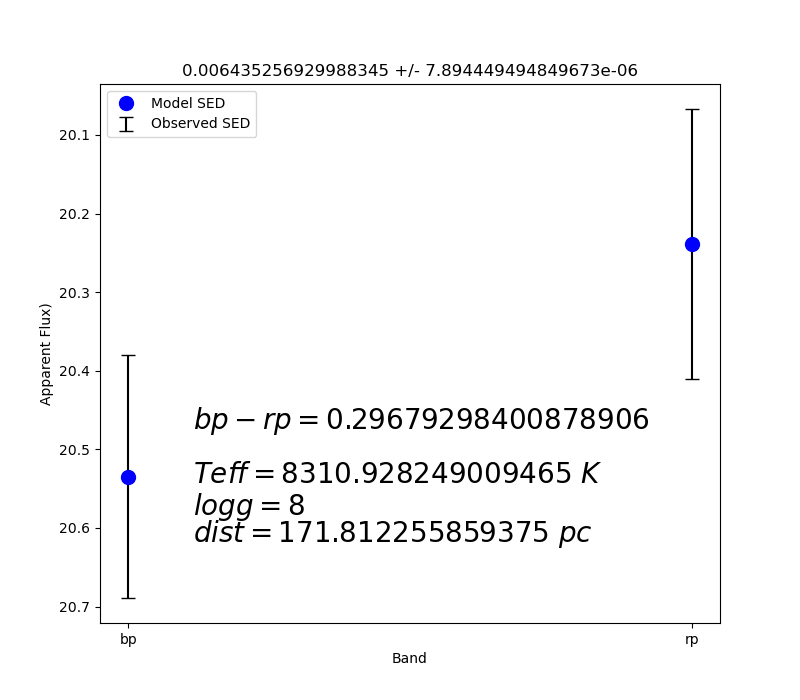 0.006435256929988345 +/- 7.894449494849673e-06
Model SED
Observed SED
20.1
20.2
20.3
20.4
20.5
20.6
20.7
Apparent Flux)
bp − rp = 0.29679298400878906
Teff = 8310.928249009465 K
logg = 8
dist = 171.812255859375 pc
bp
rp
Band